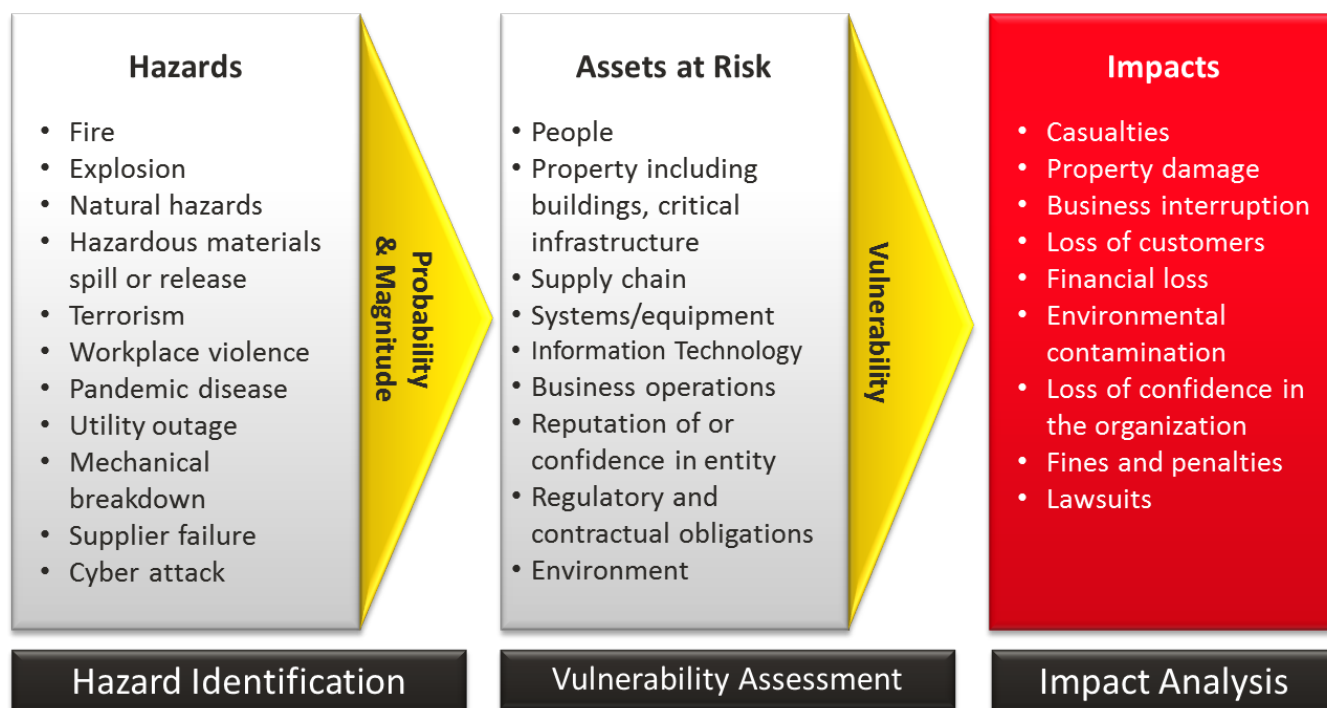 Hazards
• Fire
• Explosion
• Natural hazards
• Hazardous materials
spill or release
• Terrorism
• Workplace violence
• Pandemic disease
• Utility outage
• Mechanical
breakdown
• Supplier failure
• Cyber attack
Probability
& Magnitude
Hazard Identification
Assets at Risk
• People
• Property including
buildings, critical
infrastructure
• Supply chain
• Systems/equipment
• Information Technology
• Business operations
• Reputation of or
confidence in entity
• Regulatory and
contractual obligations
• Environment
Vulnerability
Vulnerability Assessment
Impacts
• Casualties
• Property damage
• Business interruption
• Loss of customers
• Financial loss
• Environmental
contamination
• Loss of confidence in
the organization
• Fines and penalties
• Lawsuits
Impact Analysis